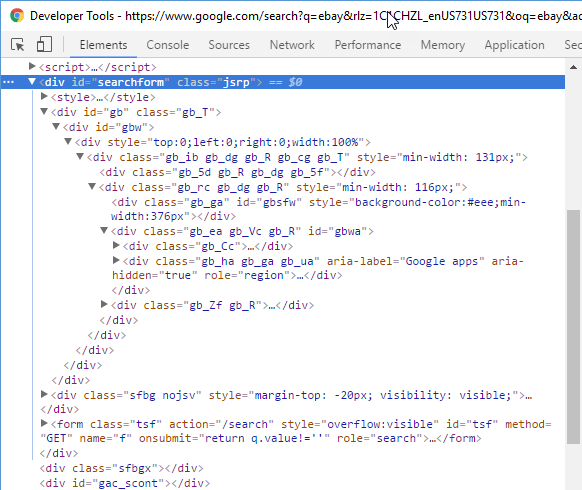 Developer Tools - https://www.google.com/search?q=ebay&rlz=1C CHZL_enUS731US731&oq=ebay&ac
Elements Console Sources Network Performance Memory Application Sec
<script>…</script>
… <div id="searchform" class="jsrp"> == $0
<style>…</style>
<div id="gb" class="gb_T">
<div id="gbw">
<div style="top:0;left:0;right:0;width:100%">
<div class="gb_ib gb_dg gb_R gb_cg gb_T" style="min-width: 131px;">
<div class="gb_5d gb_R gb_dg gb_5f"></div>
<div class="gb_rc gb_dg gb_R" style="min-width: 116px;">
<div class="gb_ga" id="gbsfw" style="background-color:#eee;min-
width:376px"></div>
<div class="gb_ea gb_Vc gb_R" id="gbwa">
<div class="gb_Cc">…</div>
<div class="gb_ha gb_ga gb_ua" aria-label="Google apps" aria-
hidden="true" role="region">…</div>
</div>
<div class="gb_Zf gb_R">…</div>
</div>
</div>
</div>
</div>
<div class="sfbg nojsv" style="margin-top: -20px; visibility: visible;">…
</div>
<form class="tsf" action="/search" style="overflow:visible" id="tsf" method=
"GET" name="f" onsubmit="return q.value!=''" role="search">…</form>
</div>
<div class="sfbgx"></div>
<div id="gac_scont"></div>